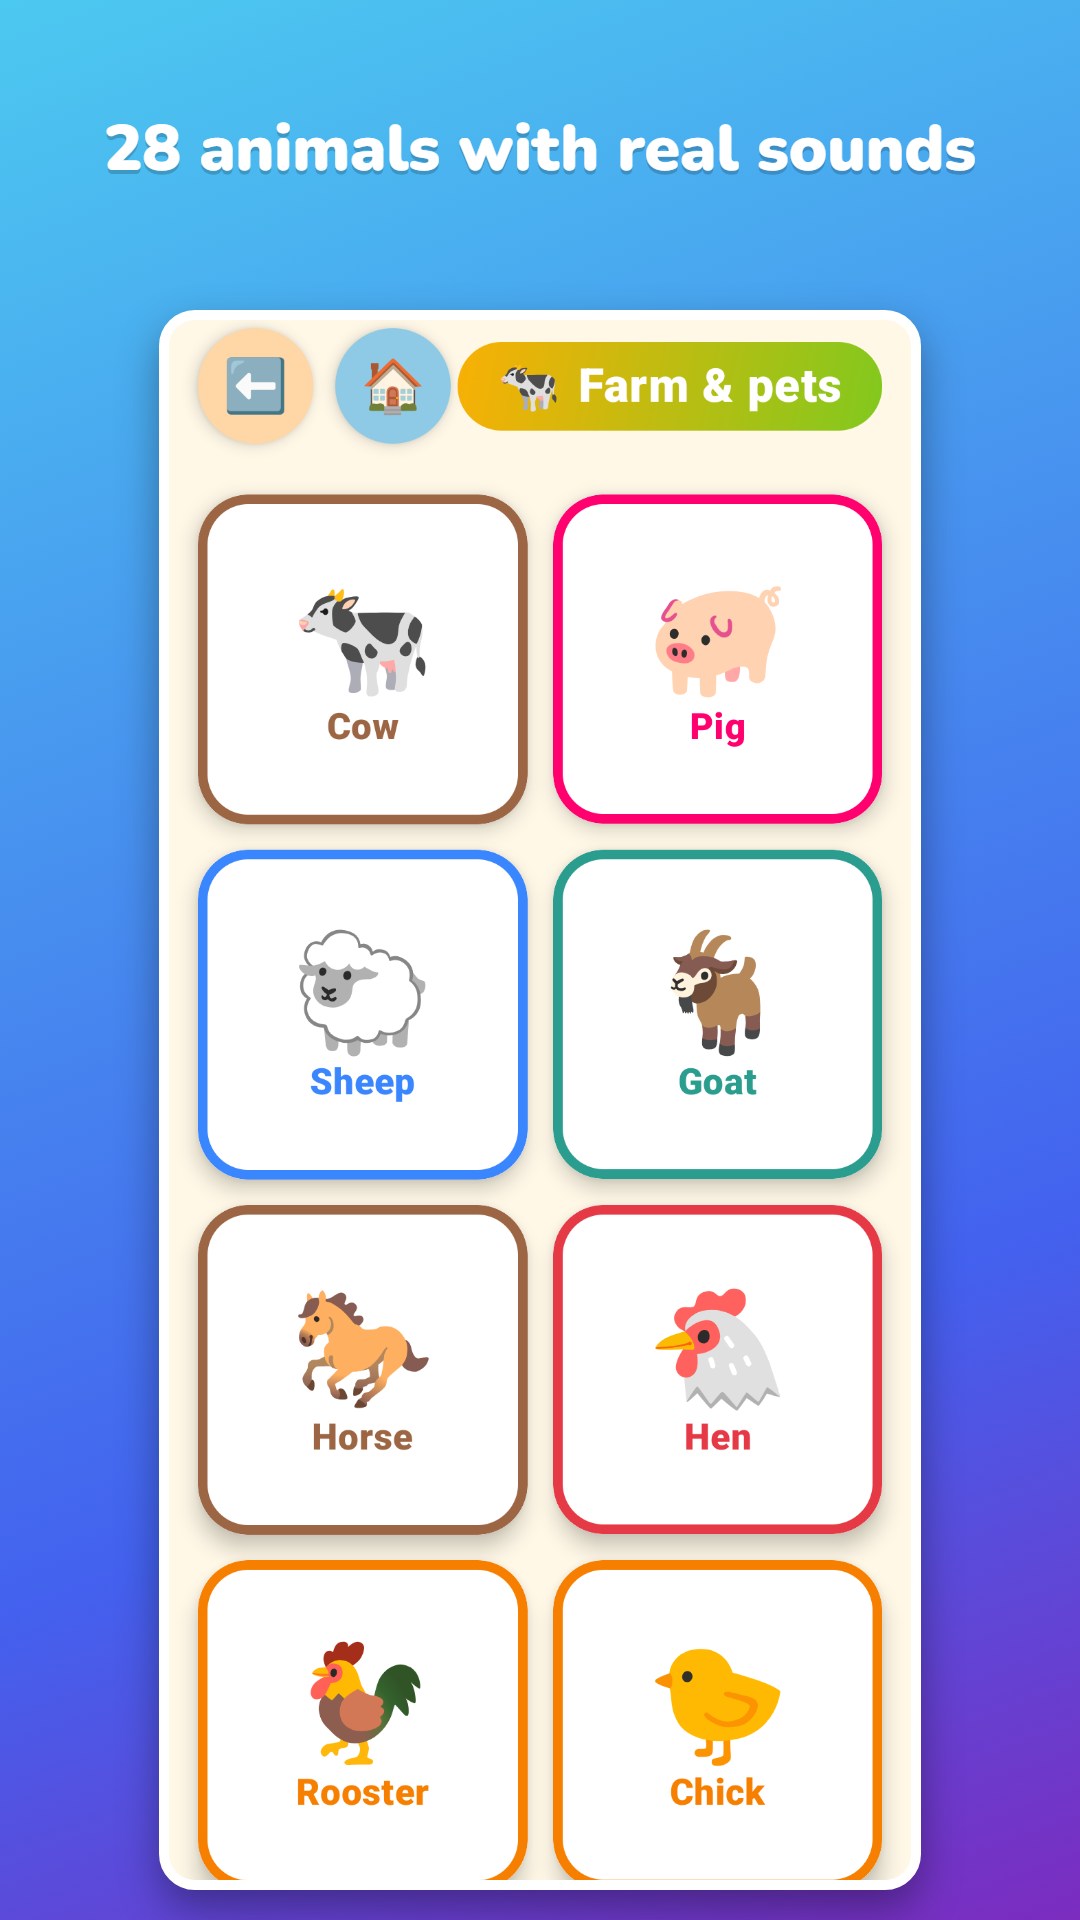 28 animals with real sounds
Farm & pets
Cow
Pig
Sheep
Goat
Horse
Hen
Rooster
Chick